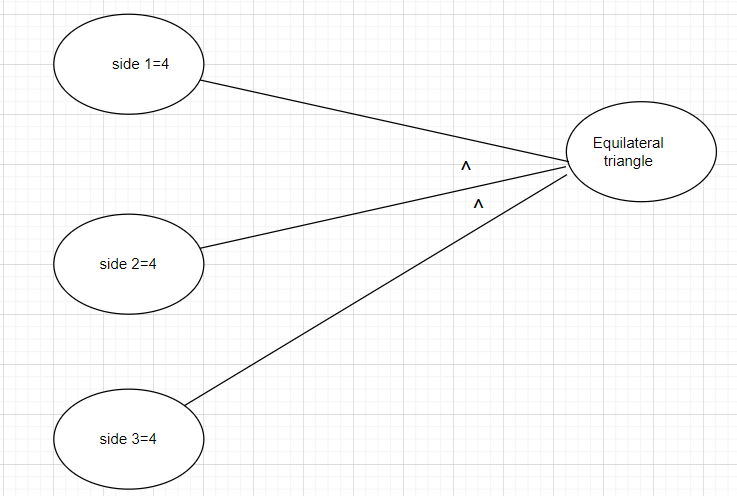 side 1=4
Equilateral
triangle
^
^
side 2=4
side 3=4